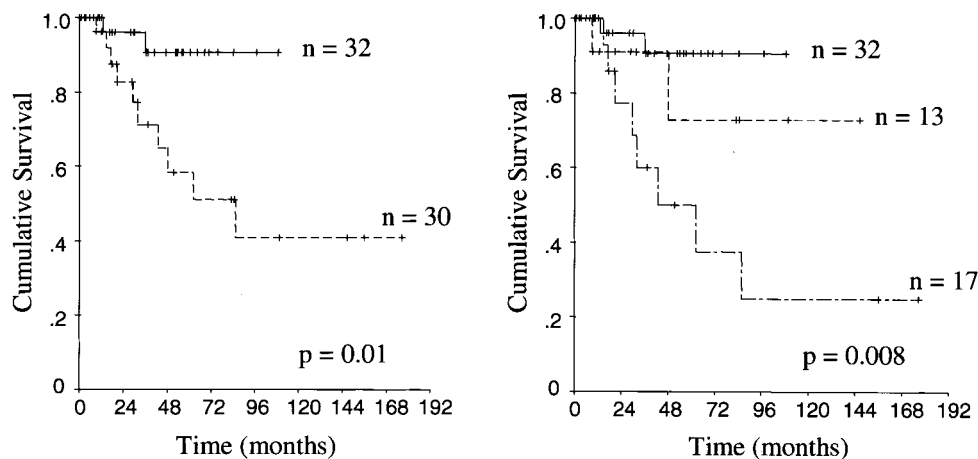 Cumulative Survival
1.0
.8
.6
.4
.2
0
n = 32
n = 30
p = 0.01
0 24 48 72 96 120 144 168 192
Time (months)
Cumulative Survival
1.0
.8
.6
.4
.2
0
n = 32
n = 13
n = 17
p = 0.008
0 24 48 72 96 120 144 168 192
Time (months)